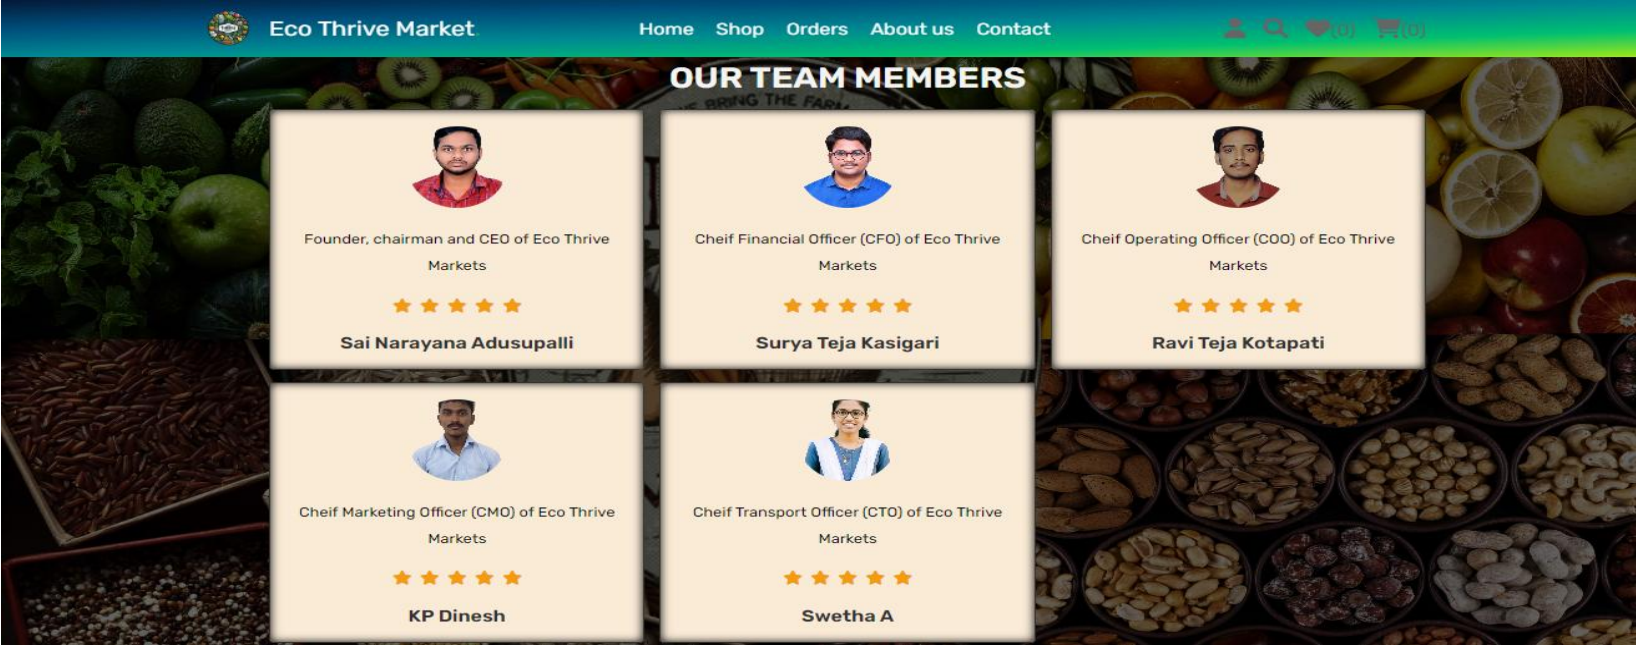 Eco Thrive Market
Home Shop Orders About us Contact
(0) (0)
OUR TEAM MEMBERS
BRING THE FARM
Founder, chairman and CEO of Eco Thrive
Markets
Sai Narayana Adusupalli
Cheif Financial Officer (CFO) of Eco Thrive
Markets
Surya Teja Kasigari
Cheif Operating Officer (COO) of Eco Thrive
Markets
Ravi Teja Kotapati
Cheif Marketing Officer (CMO) of Eco Thrive
Markets
KP Dinesh
Cheif Transport Officer (CTO) of Eco Thrive
Markets
Swetha A